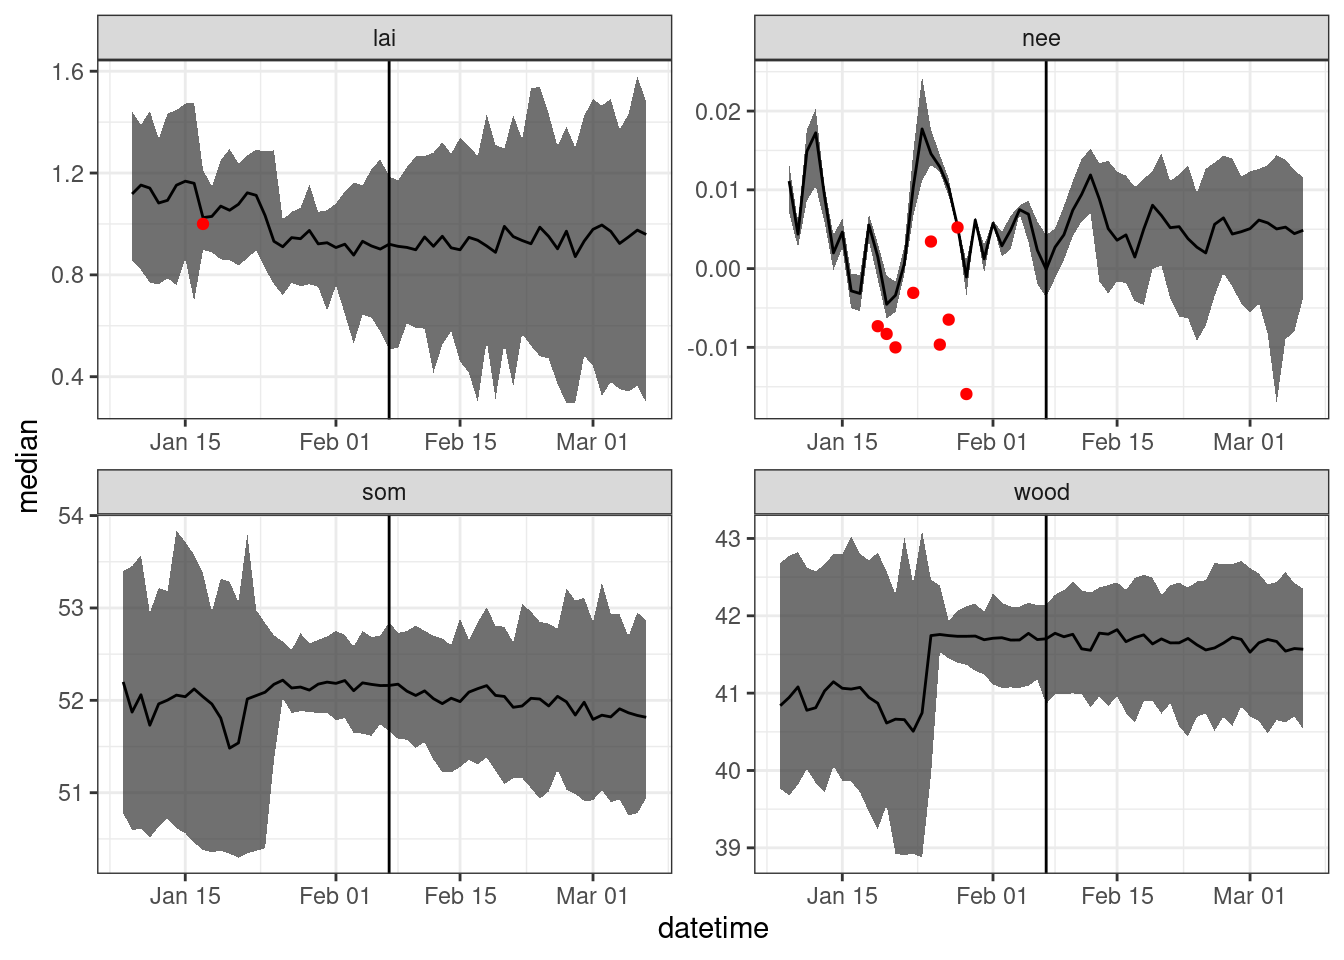 lai
nee
1.6
1.2
0.8
0.4
0.02
0.01
0.00
-0.01
Jan 15 Feb 01 Feb 15 Mar 01
Jan 15 Feb 01 Feb 15 Mar 01
median
som
wood
54
53
52
51
43
42
41
40
39
Jan 15 Feb 01 Feb 15 Mar 01
Jan 15 Feb 01 Feb 15 Mar 01
datetime